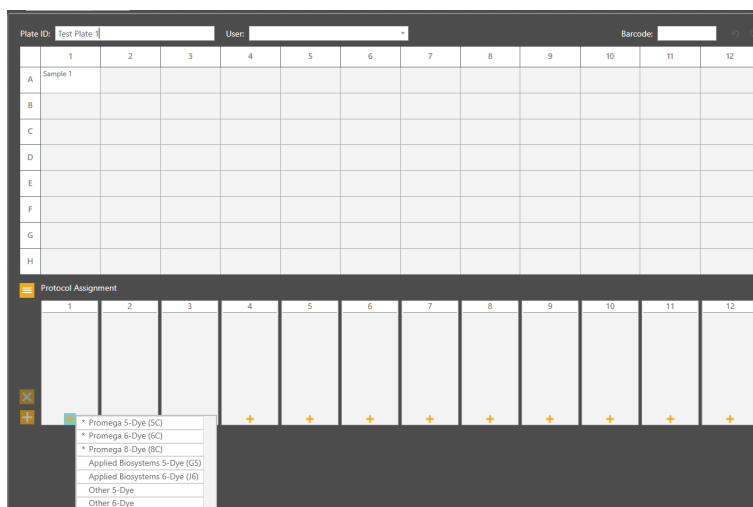 Plate ID: Test Plate 1 User: Barcode:
1 2 3 4 5 6 7 8 9 10 11 12
A Sample 1
B
C
D
E
F
G
H
Protocol Assignment
1 2 3 4 5 6 7 8 9 10 11 12
* Promega 5-Dye (5C)
* Promega 6-Dye (6C)
* Promega 8-Dye (8C)
Applied Biosystems 5-Dye (G5)
Applied Biosystems 6-Dye (J6)
Other 5-Dye
Other 6-Dye